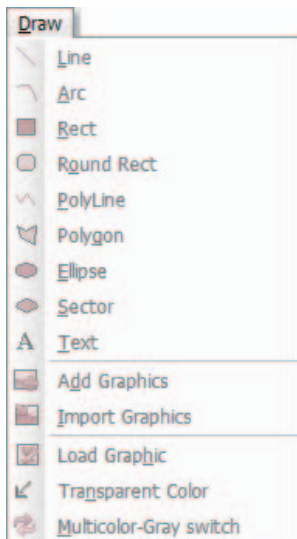 Draw
Line
Arc
Rect
Round Rect
PolyLine
Polygon
Ellipse
Sector
A Text
Add Graphics
Import Graphics
Load Graphic
Transparent Color
Multicolor-Gray switch